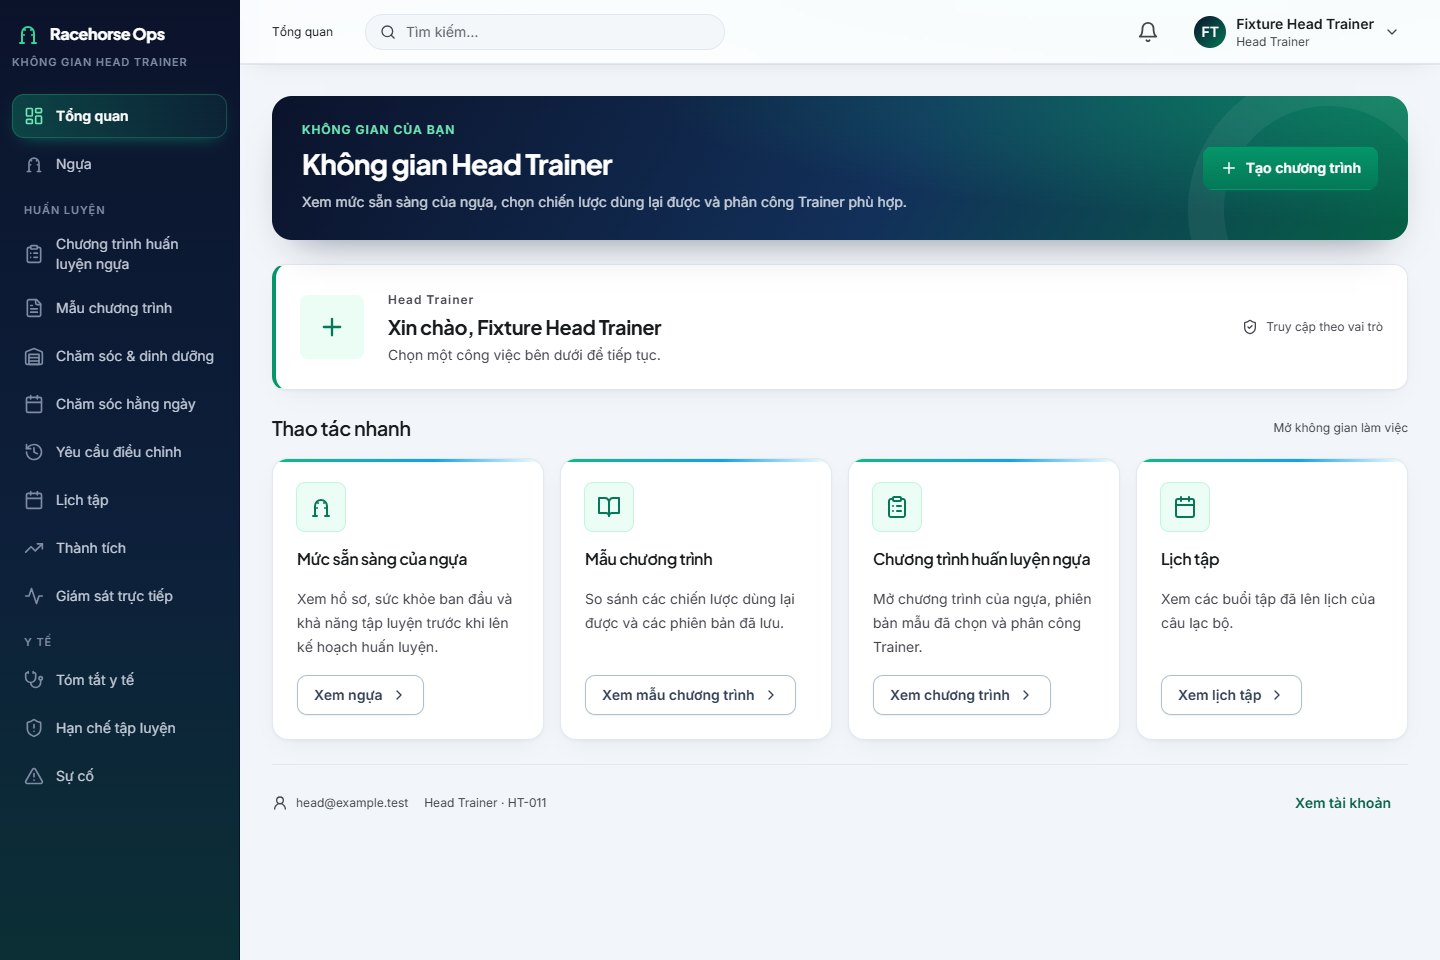 Racehorse Ops
KHÔNG GIAN HEAD TRAINER
Tổng quan
Ngựa
HUẤN LUYỆN
Chương trình huấn
luyện ngựa
Mẫu chương trình
Chăm sóc & dinh dưỡng
Chăm sóc hằng ngày
Yêu cầu điều chỉnh
Lịch tập
Thành tích
Giám sát trực tiếp
Y TẾ
Tóm tắt y tế
Hạn chế tập luyện
Sự cố
Tổng quan
Tìm kiếm...
FT
Fixture Head Trainer
Head Trainer
KHÔNG GIAN CỦA BẠN
Không gian Head Trainer
Xem mức sẵn sàng của ngựa, chọn chiến lược dùng lại được và phân công Trainer phù hợp.
Tạo chương trình
Head Trainer
Xin chào, Fixture Head Trainer
Chọn một công việc bên dưới để tiếp tục.
Truy cập theo vai trò
Thao tác nhanh
Mở không gian làm việc
Mức sẵn sàng của ngựa
Xem hồ sơ, sức khỏe ban đầu và
khả năng tập luyện trước khi lên
kế hoạch huấn luyện.
Xem ngựa
Mẫu chương trình
So sánh các chiến lược dùng lại
được và các phiên bản đã lưu.
Xem mẫu chương trình
Chương trình huấn luyện ngựa
Mở chương trình của ngựa, phiên
bản mẫu đã chọn và phân công
Trainer.
Xem chương trình
Lịch tập
Xem các buổi tập đã lên lịch của
câu lạc bộ.
Xem lịch tập
head@example.test
Head Trainer · HT-011
Xem tài khoản